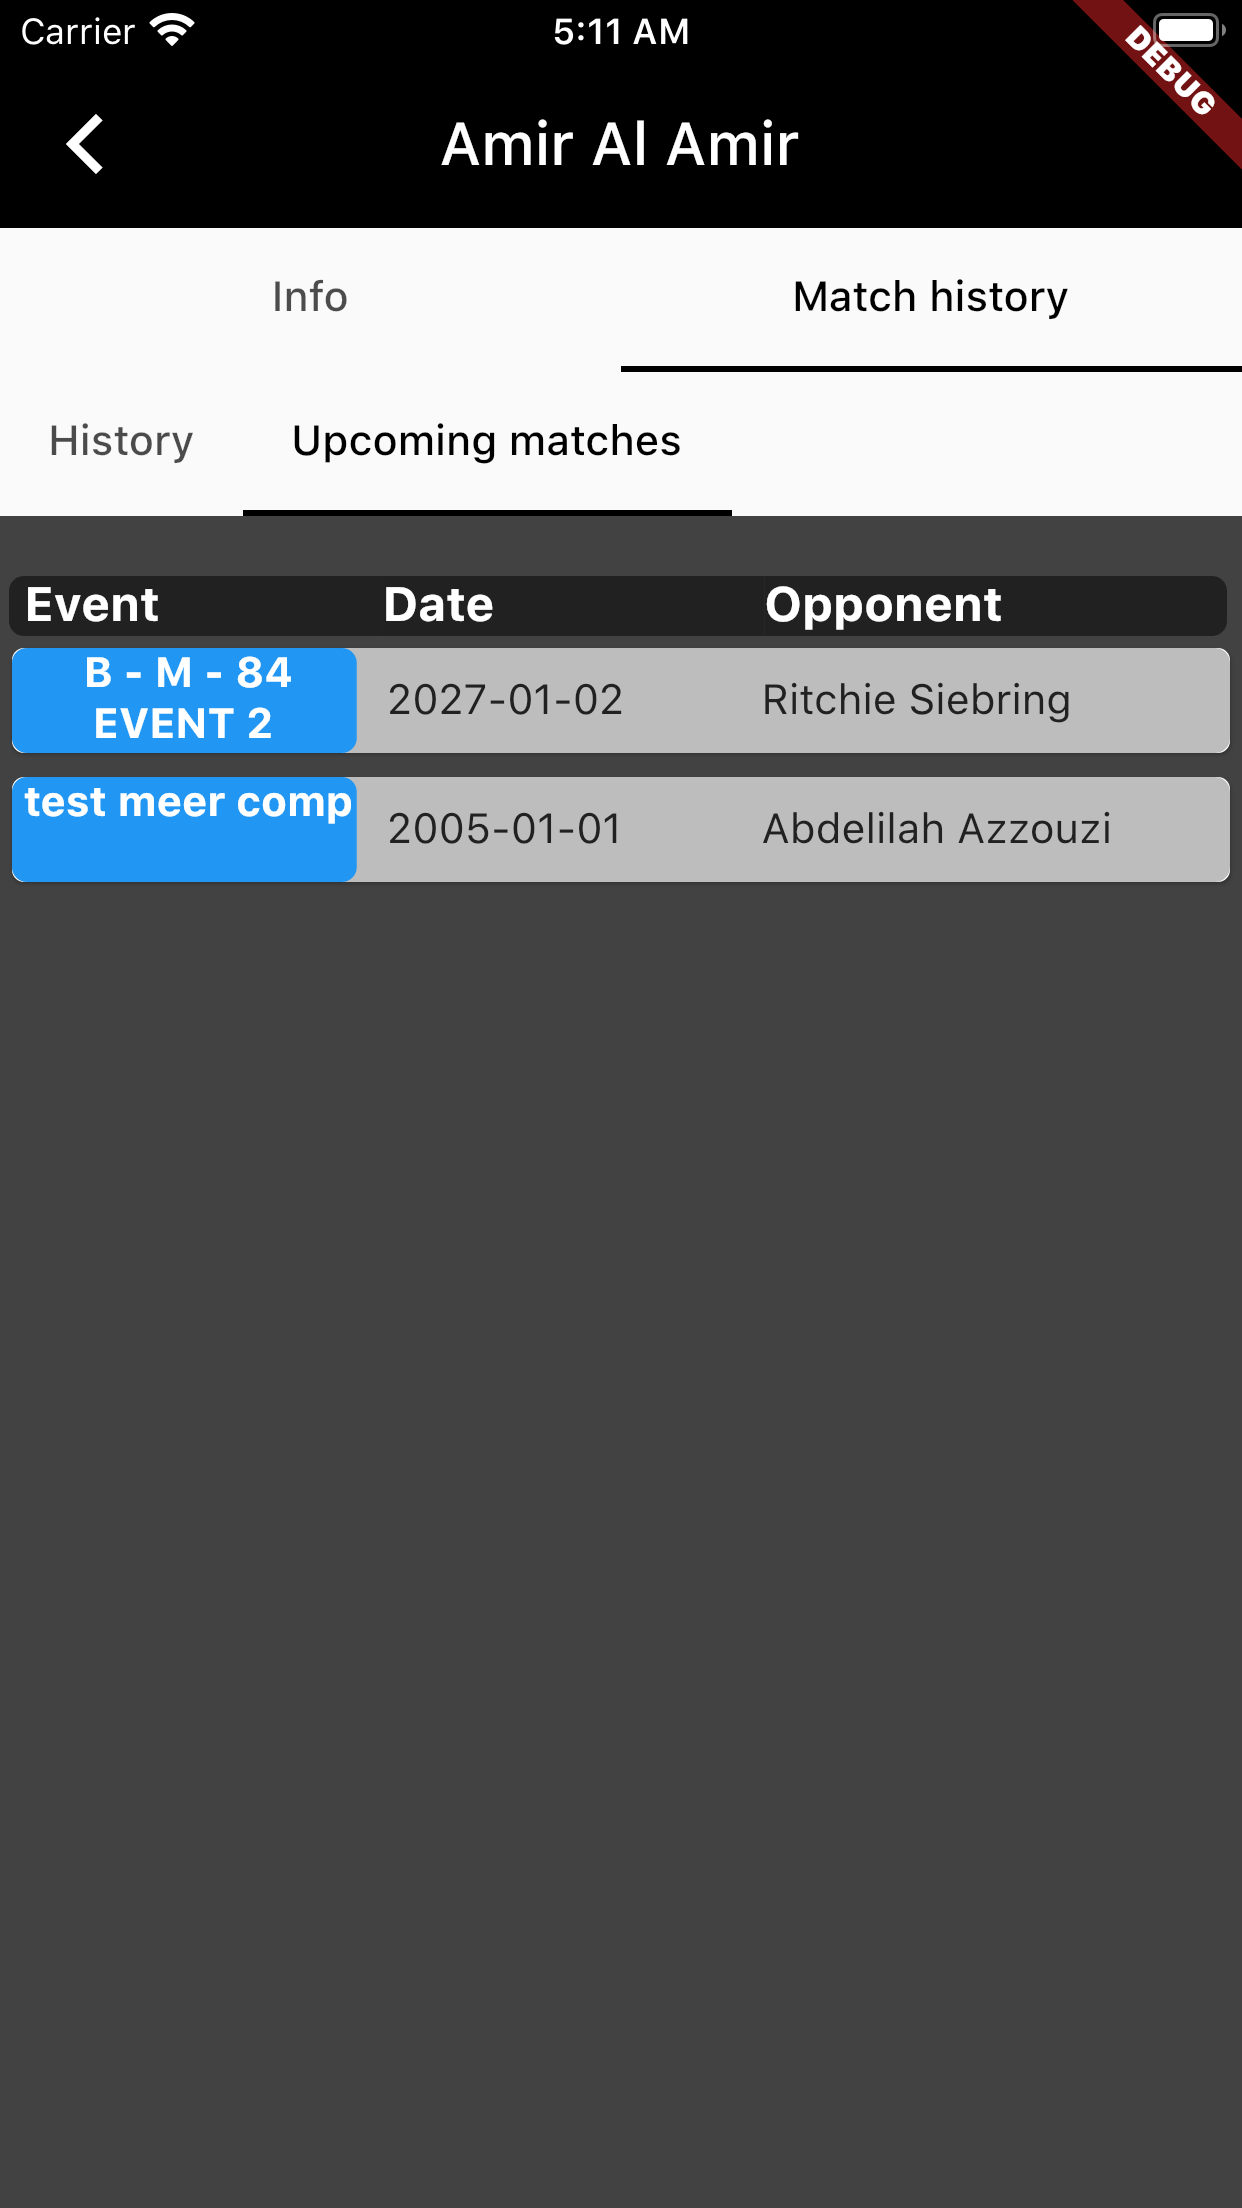 Carrier 5:11 AM
DEBUG
Amir Al Amir
Info Match history
History Upcoming matches
Event Date Opponent
B - M - 84
EVENT 2
2027-01-02 Ritchie Siebring
test meer comp
2005-01-01 Abdelilah Azzouzi